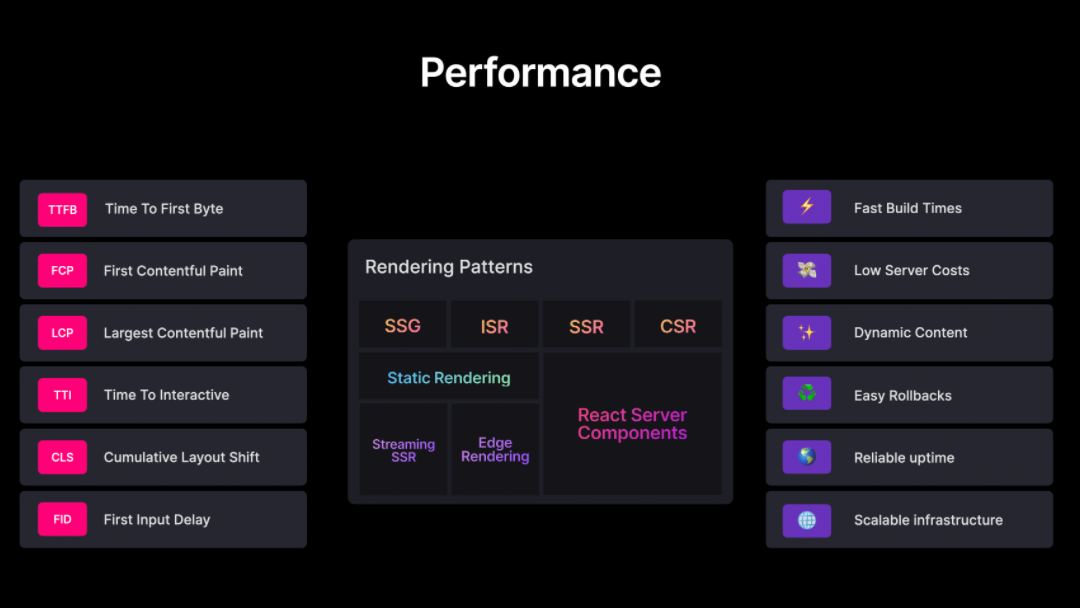 Performance
TTFB Time To First Byte
FCP First Contentful Paint
LCP Largest Contentful Paint
TTI Time To Interactive
CLS Cumulative Layout Shift
FID First Input Delay
Rendering Patterns
SSG ISR SSR CSR
Static Rendering
React Server
Components
Streaming
SSR
Edge
Rendering
Fast Build Times
Low Server Costs
Dynamic Content
Easy Rollbacks
Reliable uptime
Scalable infrastructure